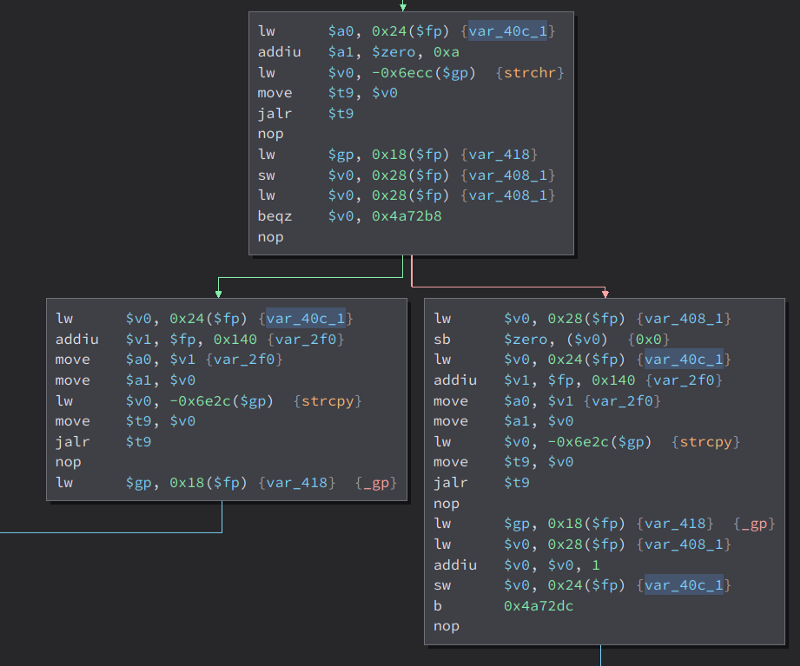 lw $a0, 0x24($fp) {var_40c_1}
addiu $a1, $zero, 0xa
lw $v0, -0x6ecc($gp) {strchr}
move $t9, $v0
jalr $t9
nop
lw $gp, 0x18($fp) {var_418}
sw $v0, 0x28($fp) {var_408_1}
lw $v0, 0x28($fp) {var_408_1}
beqz $v0, 0x4a72b8
nop
lw $v0, 0x24($fp) {var_40c_1}
addiu $v1, $fp, 0x140 {var_2f0}
move $a0, $v1 {var_2f0}
move $a1, $v0
lw $v0, -0x6e2c($gp) {strcpy}
move $t9, $v0
jalr $t9
nop
lw $gp, 0x18($fp) {var_418} {_gp}
lw $v0, 0x28($fp) {var_408_1}
sb $zero, ($v0) {0x0}
lw $v0, 0x24($fp) {var_40c_1}
addiu $v1, $fp, 0x140 {var_2f0}
move $a0, $v1 {var_2f0}
move $a1, $v0
lw $v0, -0x6e2c($gp) {strcpy}
move $t9, $v0
jalr $t9
nop
lw $gp, 0x18($fp) {var_418} {_gp}
lw $v0, 0x28($fp) {var_408_1}
addiu $v0, $v0, 1
sw $v0, 0x24($fp) {var_40c_1}
b 0x4a72dc
nop